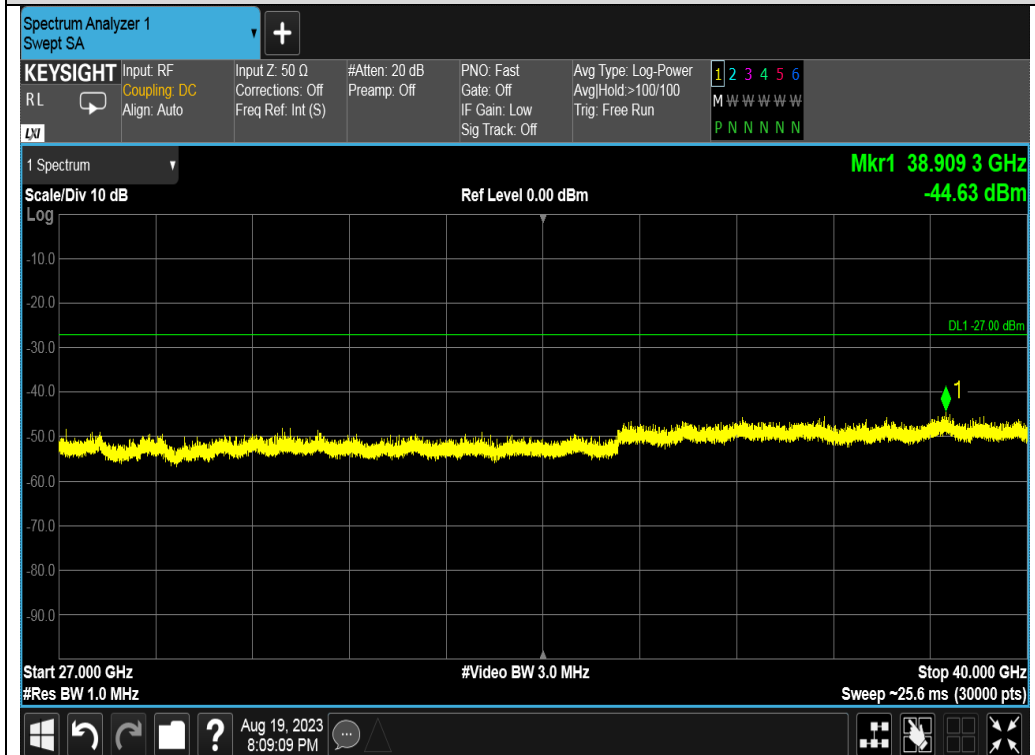 Spectrum Analyzer 1
Swept SA
+
KEYSIGHT
R L
LXI
Input: RF
Coupling: DC
Align: Auto
Input Z: 50 Ω
Corrections: Off
Freq Ref: Int (S)
#Atten: 20 dB
Preamp: Off
PNO: Fast
Gate: Off
IF Gain: Low
Sig Track: Off
Avg Type: Log-Power
Avg|Hold:>100/100
Trig: Free Run
1 2 3 4 5 6
M W W W W W
P N N N N N
1 Spectrum
Mkr1 38.909 3 GHz
-44.63 dBm
Scale/Div 10 dB
Ref Level 0.00 dBm
Log
-10.0
-20.0
DL1 -27.00 dBm
-30.0
-40.0
1
-50.0
-60.0
-70.0
-80.0
-90.0
Start 27.000 GHz
#Video BW 3.0 MHz
Stop 40.000 GHz
#Res BW 1.0 MHz
Sweep ~25.6 ms (30000 pts)
?
Aug 19, 2023
8:09:09 PM